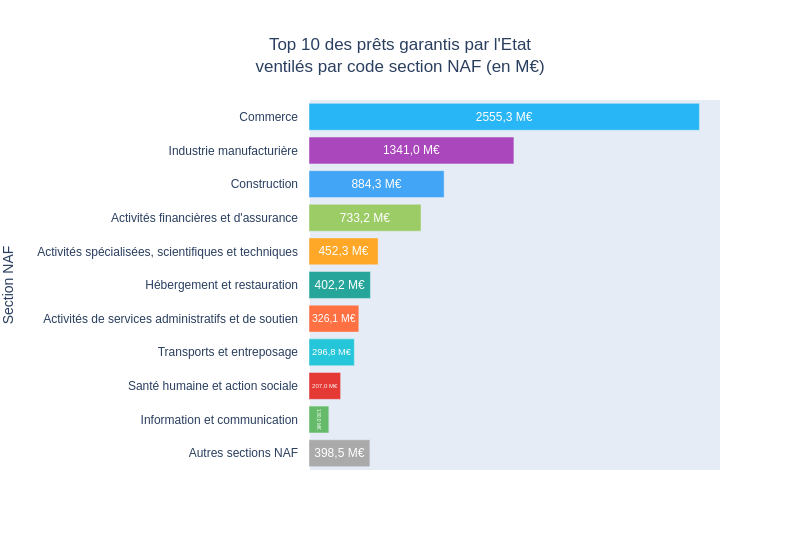 Top 10 des prêts garantis par l'Etat
ventilés par code section NAF (en M€)
Section NAF
Commerce 2555,3 M€
Industrie manufacturière 1341,0 M€
Construction 884,3 M€
Activités financières et d'assurance 733,2 M€
Activités spécialisées, scientifiques et techniques 452,3 M€
Hébergement et restauration 402,2 M€
Activités de services administratifs et de soutien 326,1 M€
Transports et entreposage 296,8 M€
Santé humaine et action sociale 207,0 M€
Information et communication
Autres sections NAF 398,5 M€